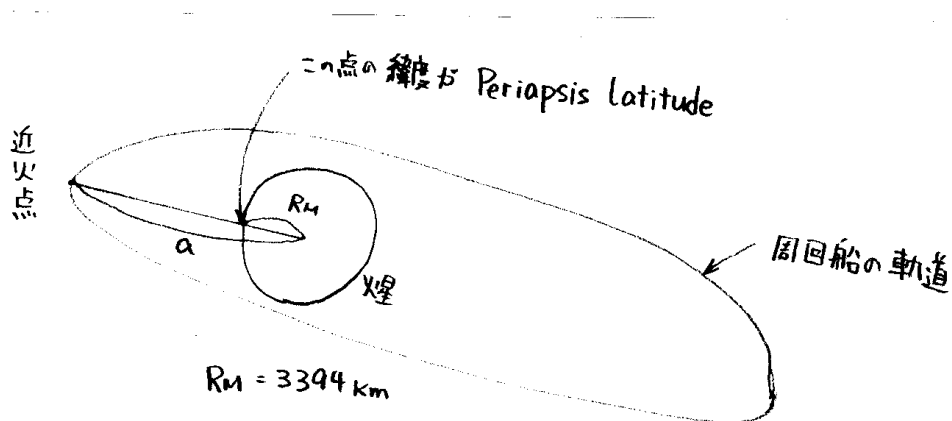 この点の緯度が Periapsis latitude
近火点
RM
a
周回船の軌道
火星
RM = 3394 km